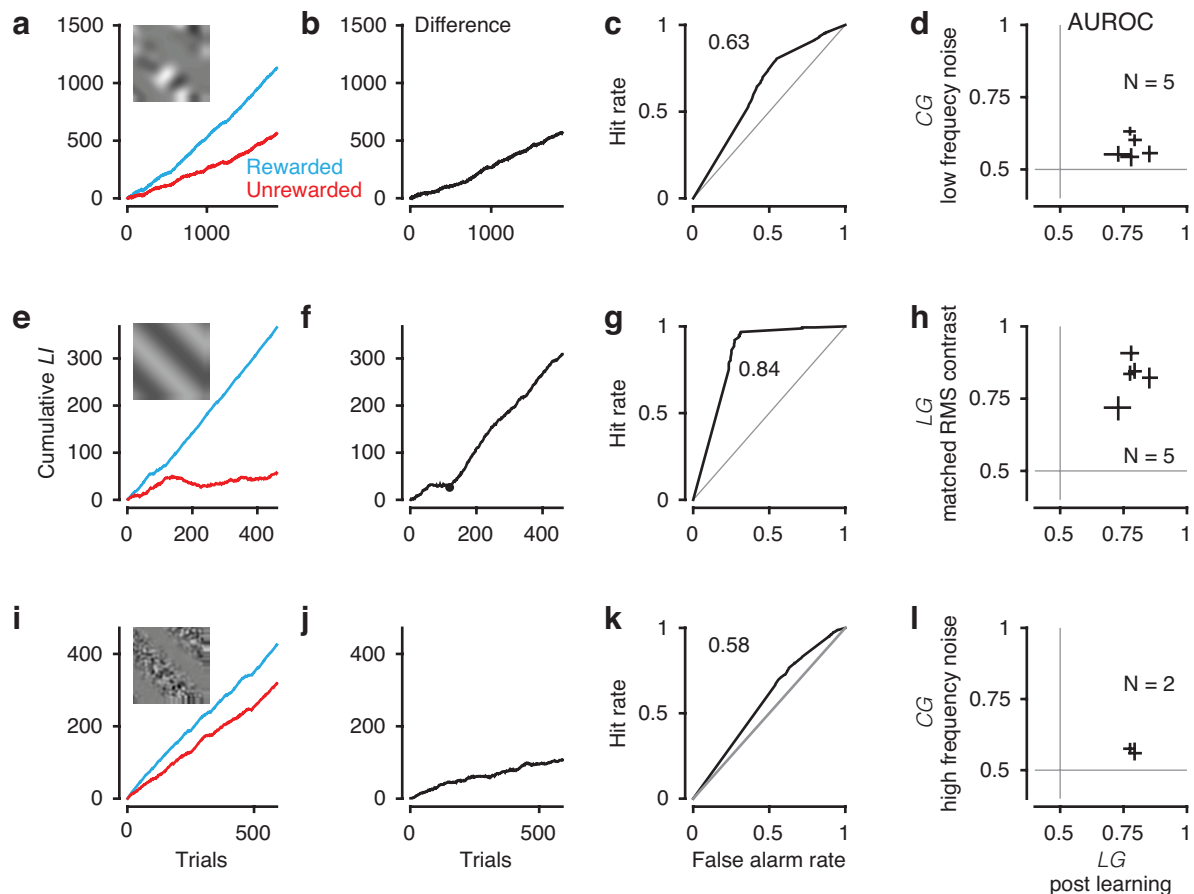 a
1500
1000
500
0
0
1000
Rewarded
Unrewarded
b
Difference
1500
1000
500
0
0
1000
c
1
0.5
0
0
0.5
1
Hit rate
0.63
d
AUROC
1
0.75
0.5
0.5
0.75
1
CG
low frequecy noise
N = 5
e
300
200
100
0
0
200
400
Cumulative LI
f
300
200
100
0
0
200
400
g
1
0.5
0
0
0.5
1
Hit rate
0.84
h
1
0.75
0.5
0.5
0.75
1
LG
matched RMS contrast
N = 5
i
400
200
0
0
500
Trials
j
400
200
0
0
500
Trials
k
1
0.5
0
0
0.5
1
Hit rate
False alarm rate
0.58
l
1
0.75
0.5
0.5
0.75
1
CG
high frequency noise
N = 2
LG
post learning